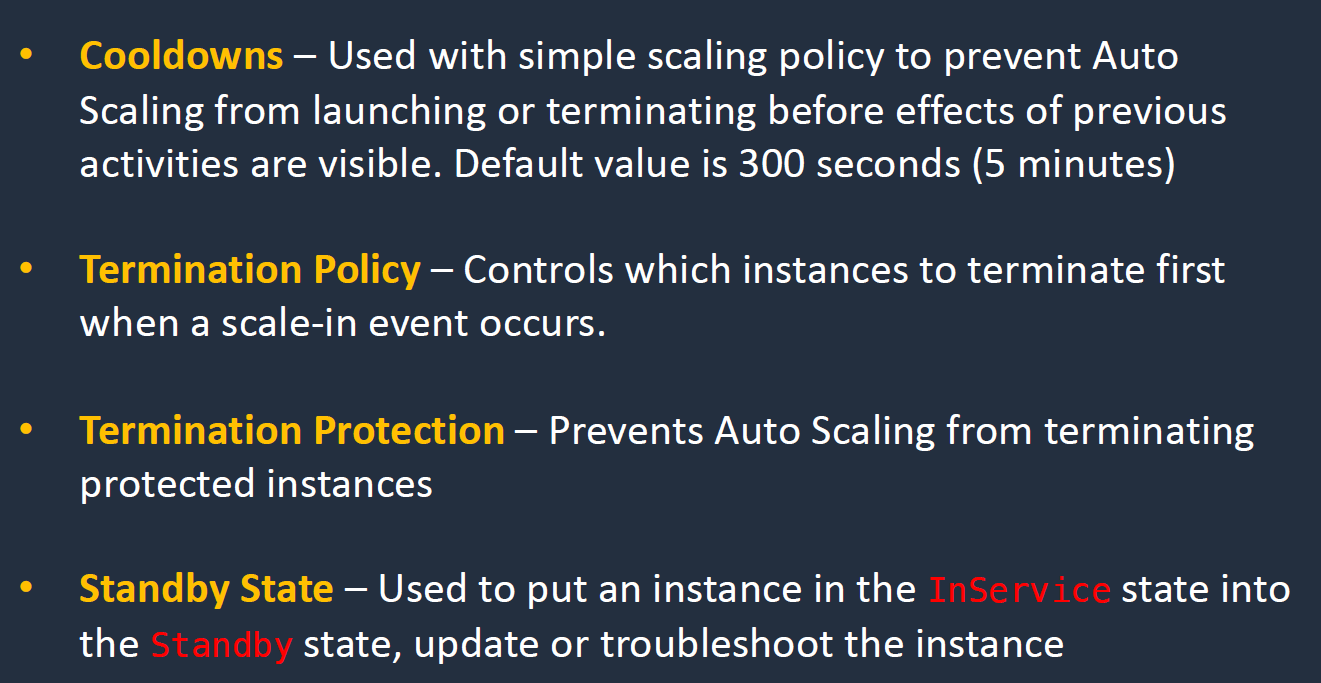 • Cooldowns – Used with simple scaling policy to prevent Auto
Scaling from launching or terminating before effects of previous
activities are visible. Default value is 300 seconds (5 minutes)
• Termination Policy – Controls which instances to terminate first
when a scale-in event occurs.
• Termination Protection – Prevents Auto Scaling from terminating
protected instances
• Standby State – Used to put an instance in the InService state into
the Standby state, update or troubleshoot the instance